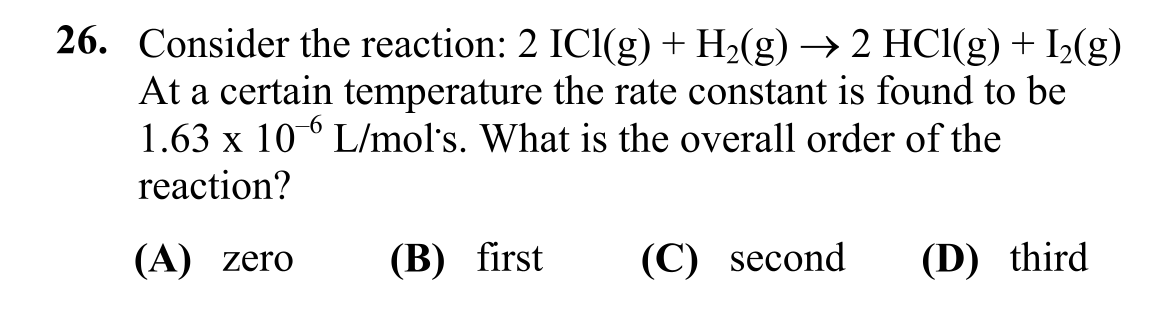 26. Consider the reaction: 2 ICl(g) + H₂(g) → 2 HCl(g) + I₂(g)
At a certain temperature the rate constant is found to be
1.63 x 10⁻⁶ L/mol·s. What is the overall order of the
reaction?
(A) zero (B) first (C) second (D) third